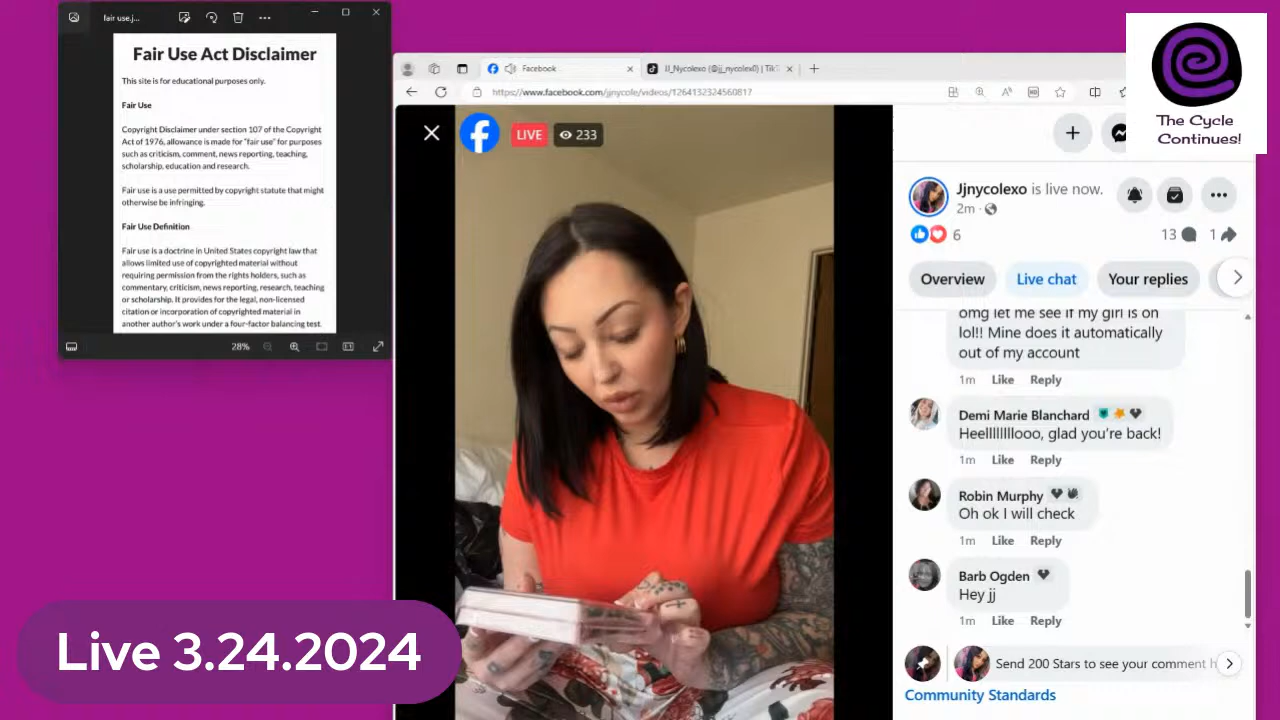 fair use.j...
Fair Use Act Disclaimer
This site is for educational purposes only.
Fair Use
Copyright Disclaimer under section 107 of the Copyright
Act of 1976, allowance is made for "fair use" for purposes
such as criticism, comment, news reporting, teaching,
scholarship, education and research.
Fair use is a use permitted by copyright statute that might
otherwise be infringing.
Fair Use Definition
Fair use is a doctrine in United States copyright law that
allows limited use of copyrighted material without
requiring permission from the rights holders, such as
commentary, criticism, news reporting, research, teaching
or scholarship. It provides for the legal, non-licensed
citation or incorporation of copyrighted material in
another author's work under a four-factor balancing test.
28%
Facebook
JJ_Nycolexo (@jj_nycolex0) | Tik
https://www.facebook.com/jjnycole/videos/1264132324560817
LIVE
233
The Cycle
Continues!
Jjnycolexo is live now.
2m
6
13
1
Overview
Live chat
Your replies
omg let me see if my girl is on
lol!! Mine does it automatically
out of my account
1m Like Reply
Demi Marie Blanchard
Heelllllllooo, glad you're back!
1m Like Reply
Robin Murphy
Oh ok I will check
1m Like Reply
Barb Ogden
Hey jj
1m Like Reply
Send 200 Stars to see your comment h
Community Standards
Live 3.24.2024